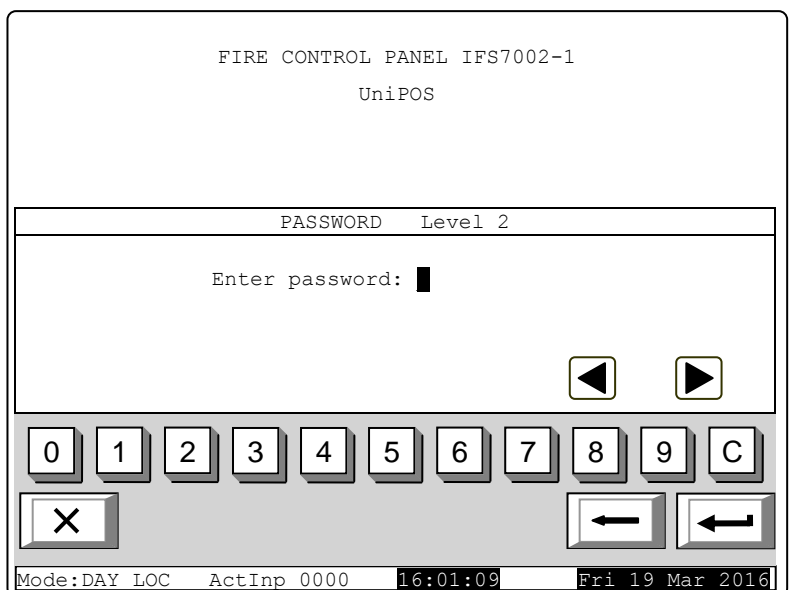 FIRE CONTROL PANEL IFS7002-1
UniPOS
PASSWORD Level 2
Enter password:
0 1 2 3 4 5 6 7 8 9 C
Mode:DAY LOC ActInp 0000 16:01:09 Fri 19 Mar 2016